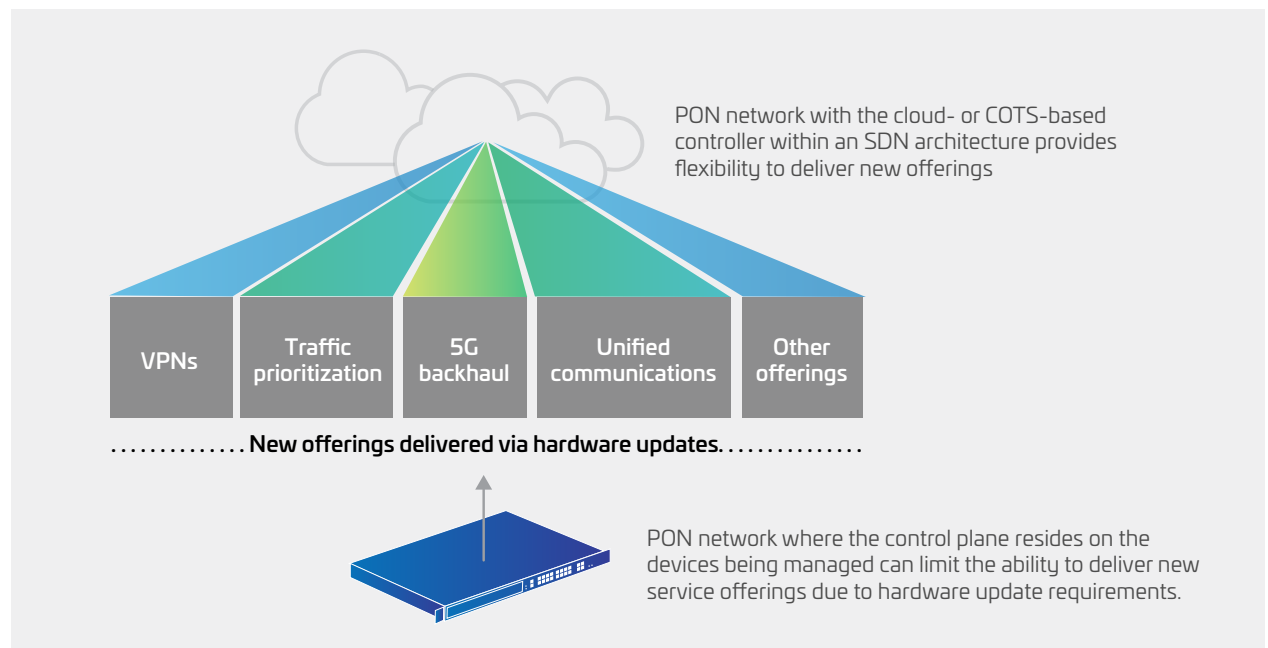 PON network with the cloud- or COTS-based
controller within an SDN architecture provides
flexibility to deliver new offerings
VPNs
Traffic
prioritization
5G
backhaul
Unified
communications
Other
offerings
. . . . . . . . . . . . . . New offerings delivered via hardware updates. . . . . . . . . . . . . . .
PON network where the control plane resides on the
devices being managed can limit the ability to deliver new
service offerings due to hardware update requirements.